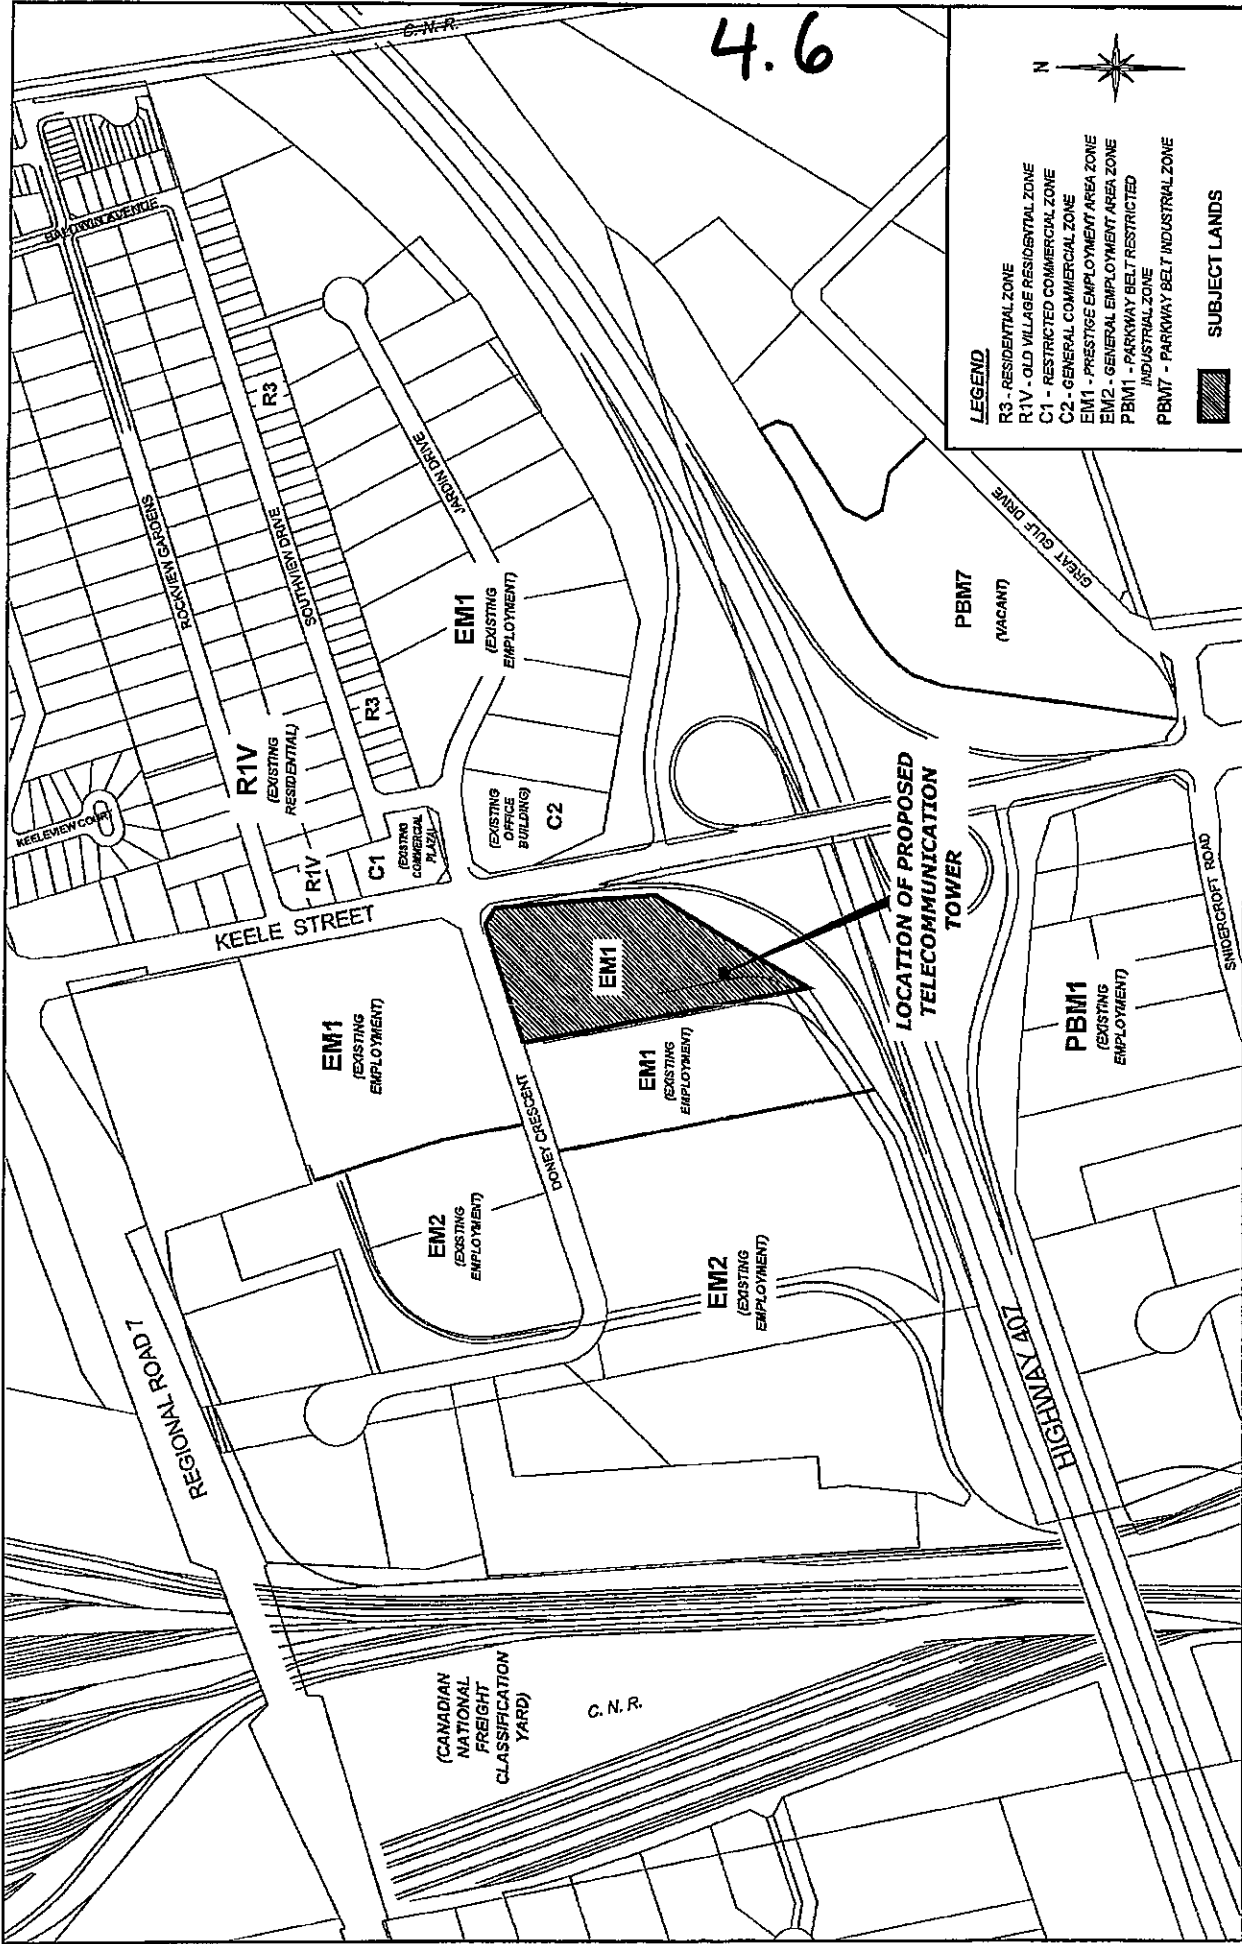 4.6
C.N.R.
N
LEGEND
R3 - RESIDENTIAL ZONE
R1V - OLD VILLAGE RESIDENTIAL ZONE
C1 - RESTRICTED COMMERCIAL ZONE
C2 - GENERAL COMMERCIAL ZONE
EM1 - PRESTIGE EMPLOYMENT AREA ZONE
EM2 - GENERAL EMPLOYMENT AREA ZONE
PBM1 - PARKWAY BELT RESTRICTED
INDUSTRIAL ZONE
PBM7 - PARKWAY BELT INDUSTRIAL ZONE
SUBJECT LANDS
BALDWIN AVENUE
ROCKVIEW GARDENS
SOUTHVIEW DRIVE
R3
JARDIN DRIVE
KEELEVIEW COURT
R1V
(EXISTING
RESIDENTIAL)
R3
EM1
(EXISTING
EMPLOYMENT)
R1V
C1
(EXISTING
COMMERCIAL
PLAZA)
(EXISTING
OFFICE
BUILDING)
C2
PBM7
(VACANT)
GREAT GULF DRIVE
KEELE STREET
EM1
LOCATION OF PROPOSED
TELECOMMUNICATION
TOWER
SNIDERCROFT ROAD
EM1
(EXISTING
EMPLOYMENT)
EM1
(EXISTING
EMPLOYMENT)
PBM1
(EXISTING
EMPLOYMENT)
DONEY CRESCENT
EM2
(EXISTING
EMPLOYMENT)
EM2
(EXISTING
EMPLOYMENT)
REGIONAL ROAD 7
HIGHWAY 407
(CANADIAN
NATIONAL
FREIGHT
CLASSIFICATION
YARD)
C. N. R.